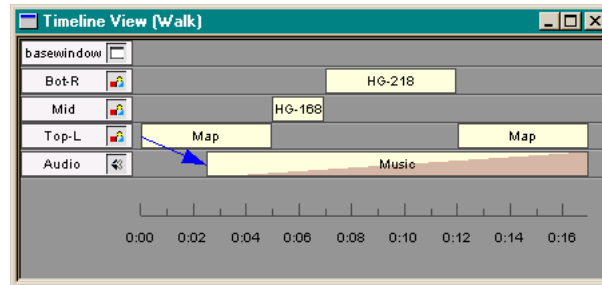 Timeline View (Walk)
basewindow
Bot-R HG-218
Mid HG-168
Top-L Map Map
Audio Music
0:00 0:02 0:04 0:06 0:08 0:10 0:12 0:14 0:16